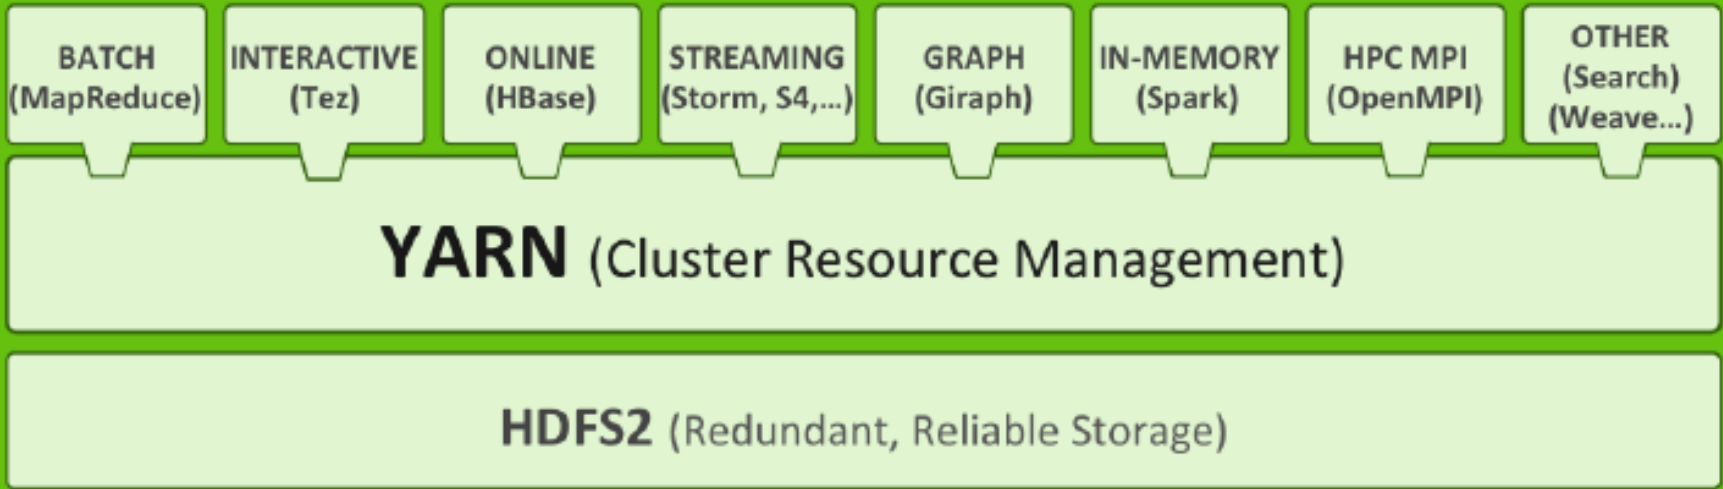 BATCH
(MapReduce)
INTERACTIVE
(Tez)
ONLINE
(HBase)
STREAMING
(Storm, S4,...)
GRAPH
(Giraph)
IN-MEMORY
(Spark)
HPC MPI
(OpenMPI)
OTHER
(Search)
(Weave...)
YARN (Cluster Resource Management)
HDFS2 (Redundant, Reliable Storage)